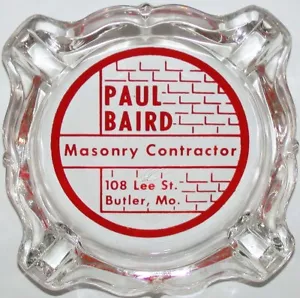 PAUL
BAIRD
Masonry Contractor
108 Lee St.
Butler, Mo.